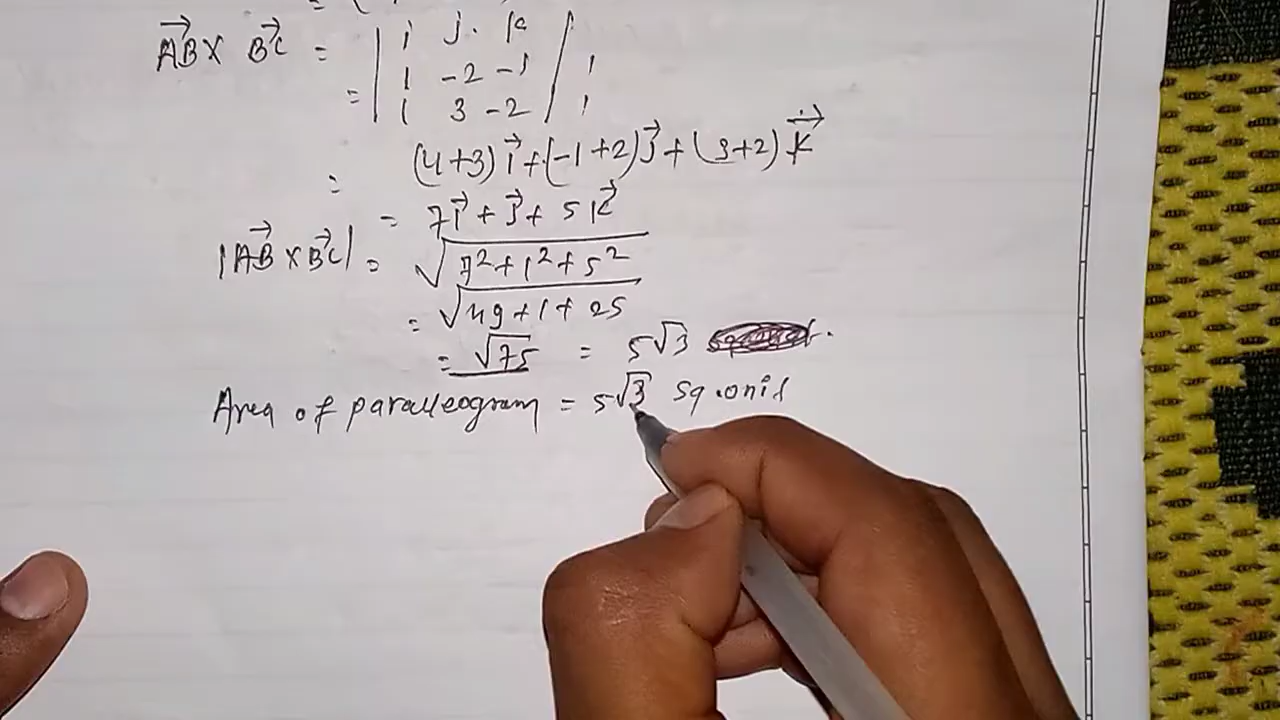 AB⃗ × BC⃗ = | i j k |
= | 1 -2 -1 |
| 1 3 -2 |
= (4+3)i⃗ + (-1+2)j⃗ + (3+2)k⃗
= 7i⃗ + j⃗ + 5k⃗
|AB⃗ × BC⃗| = √7²+1²+5²
= √49+1+25
= √75 = 5√3
Area of paralleogram = 5√3 sq.onit